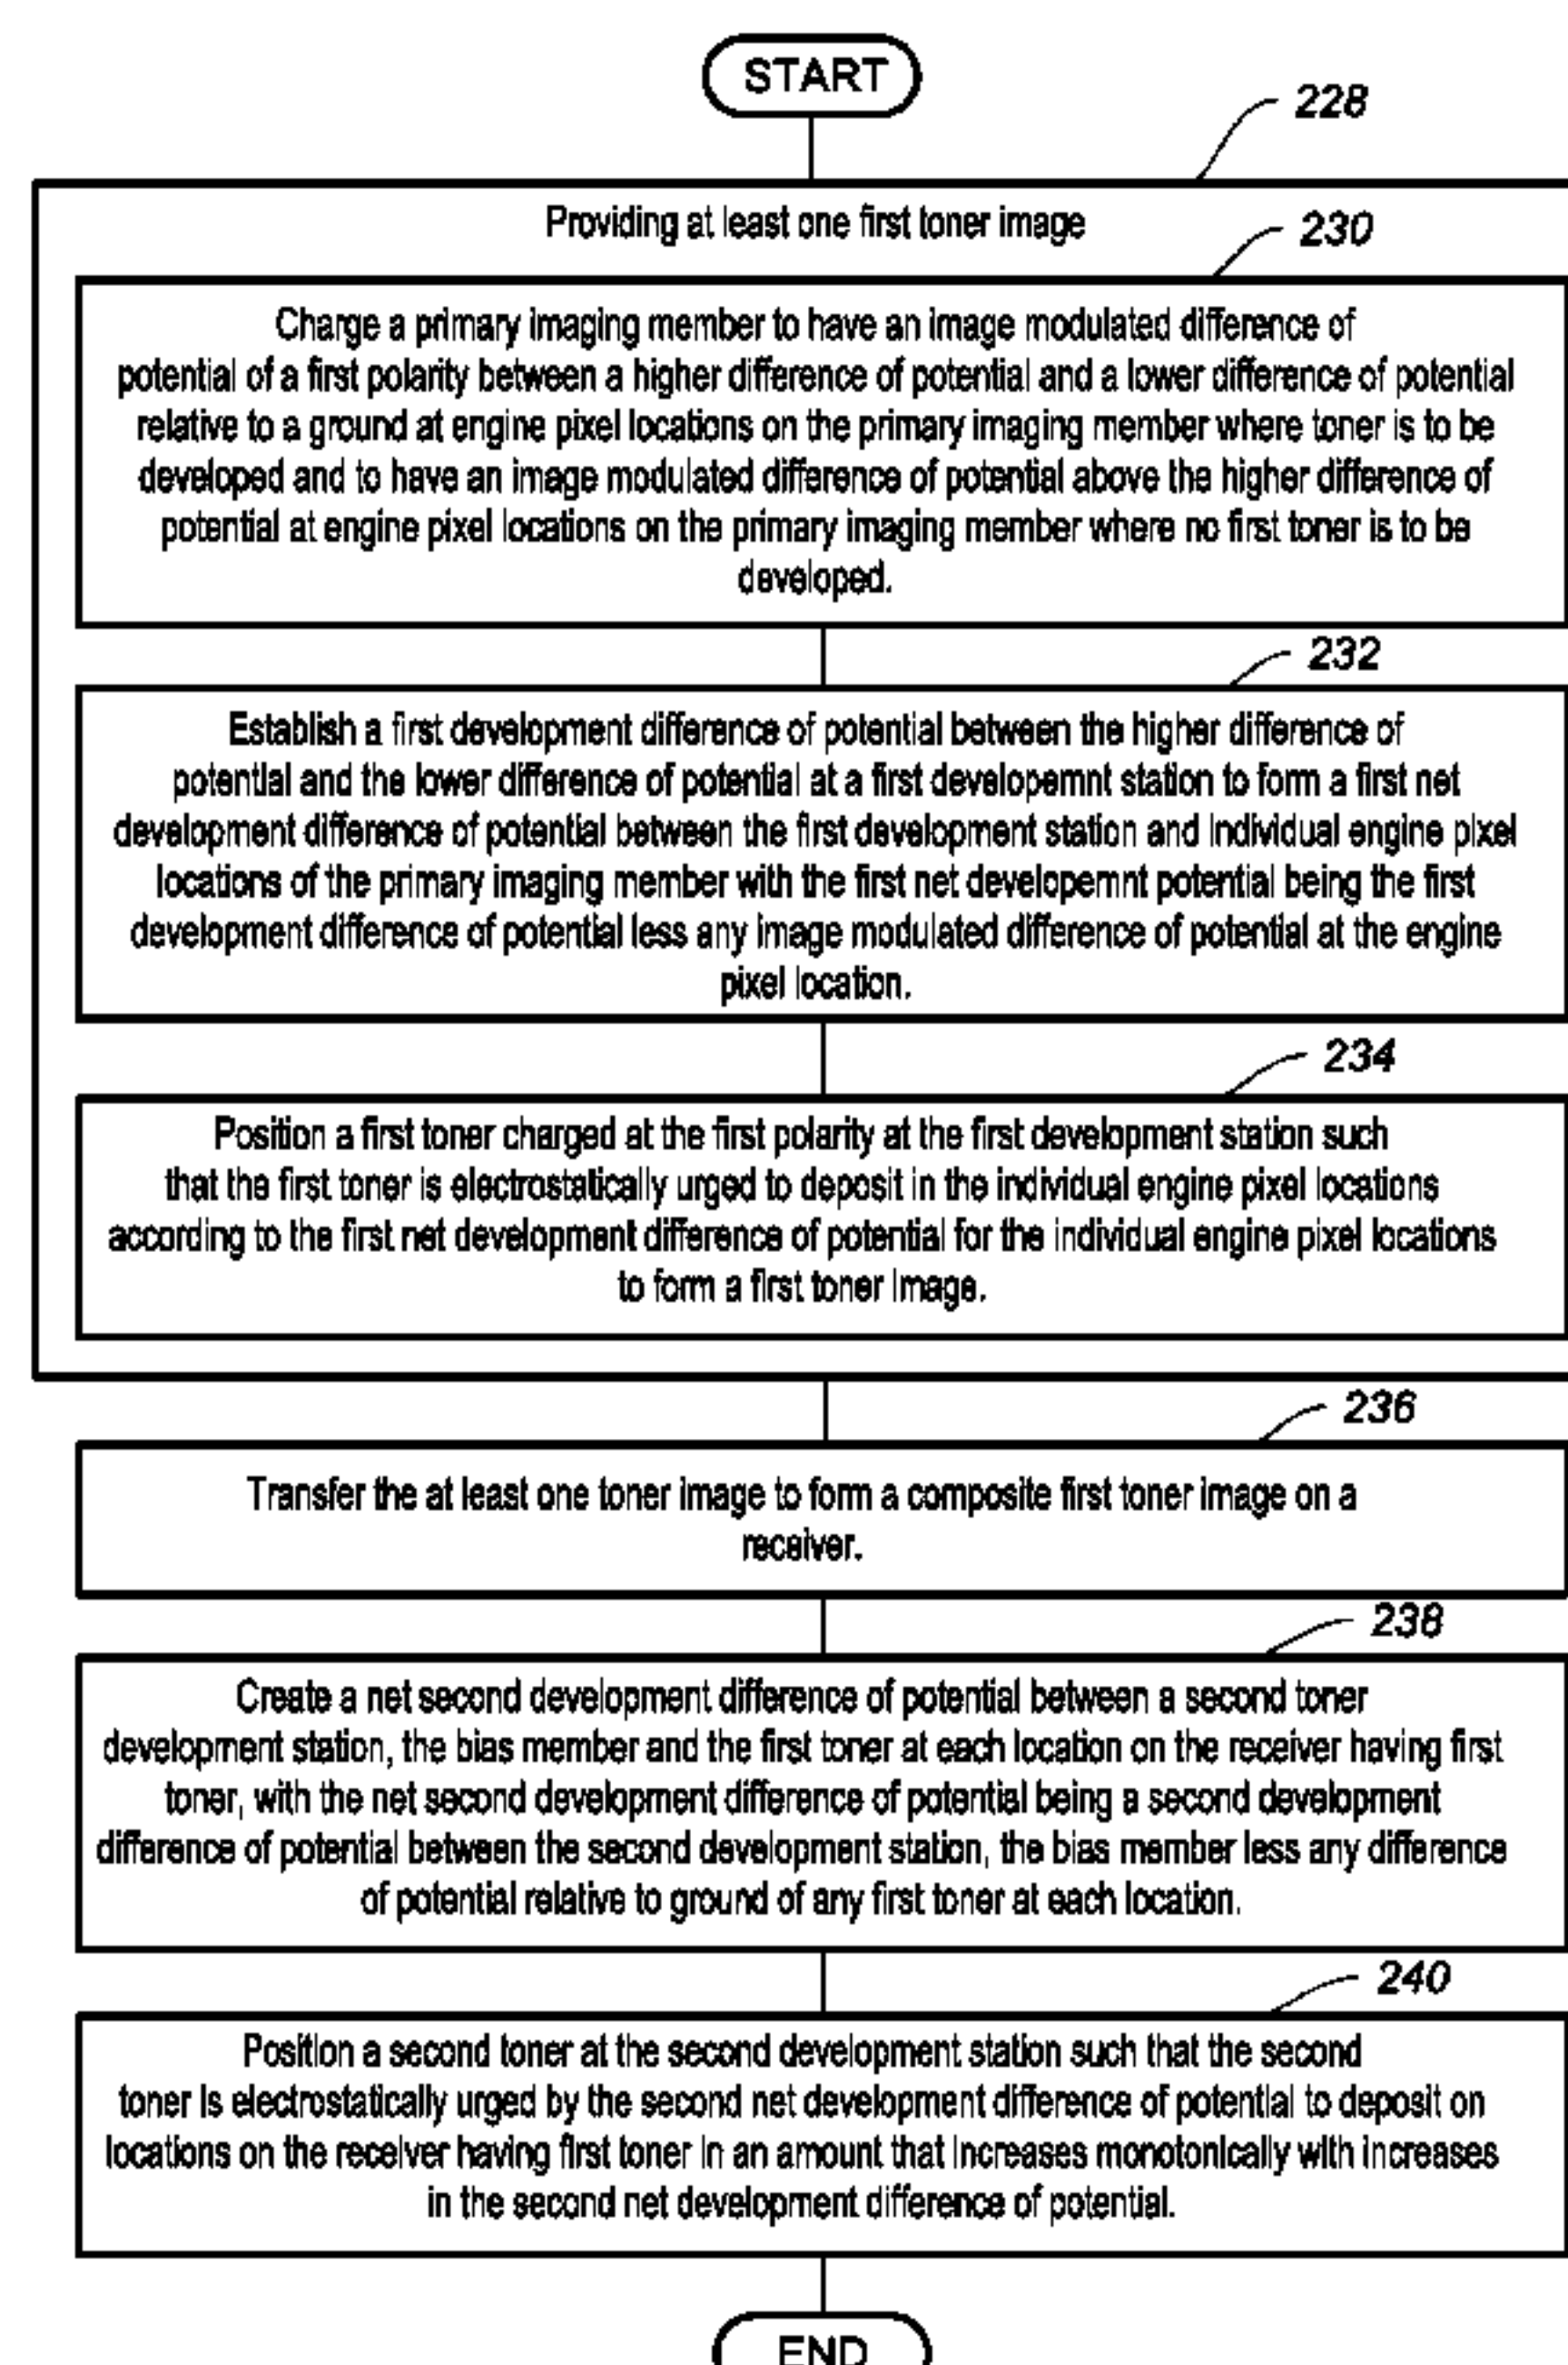 START
228
Providing at least one first toner image
230
Charge a primary imaging member to have an image modulated difference of
potential of a first polarity between a higher difference of potential and a lower difference of potential
relative to a ground at engine pixel locations on the primary imaging member where toner is to be
developed and to have an image modulated difference of potential above the higher difference of
potential at engine pixel locations on the primary imaging member where no first toner is to be
developed.
232
Establish a first development difference of potential between the higher difference of
potential and the lower difference of potential at a first developemnt station to form a first net
development difference of potential between the first development station and individual engine pixel
locations of the primary imaging member with the first net developemnt potential being the first
development difference of potential less any image modulated difference of potential at the engine
pixel location.
234
Position a first toner charged at the first polarity at the first development station such
that the first toner is electrostatically urged to deposit in the individual engine pixel locations
according to the first net development difference of potential for the individual engine pixel locations
to form a first toner image.
236
Transfer the at least one toner image to form a composite first toner image on a
receiver.
238
Create a net second development difference of potential between a second toner
development station, the bias member and the first toner at each location on the receiver having first
toner, with the net second development difference of potential being a second development
difference of potential between the second development station, the bias member less any difference
of potential relative to ground of any first toner at each location.
240
Position a second toner at the second development station such that the second
toner is electrostatically urged by the second net development difference of potential to deposit on
locations on the receiver having first toner in an amount that increases monotonically with increases
in the second net development difference of potential.
END